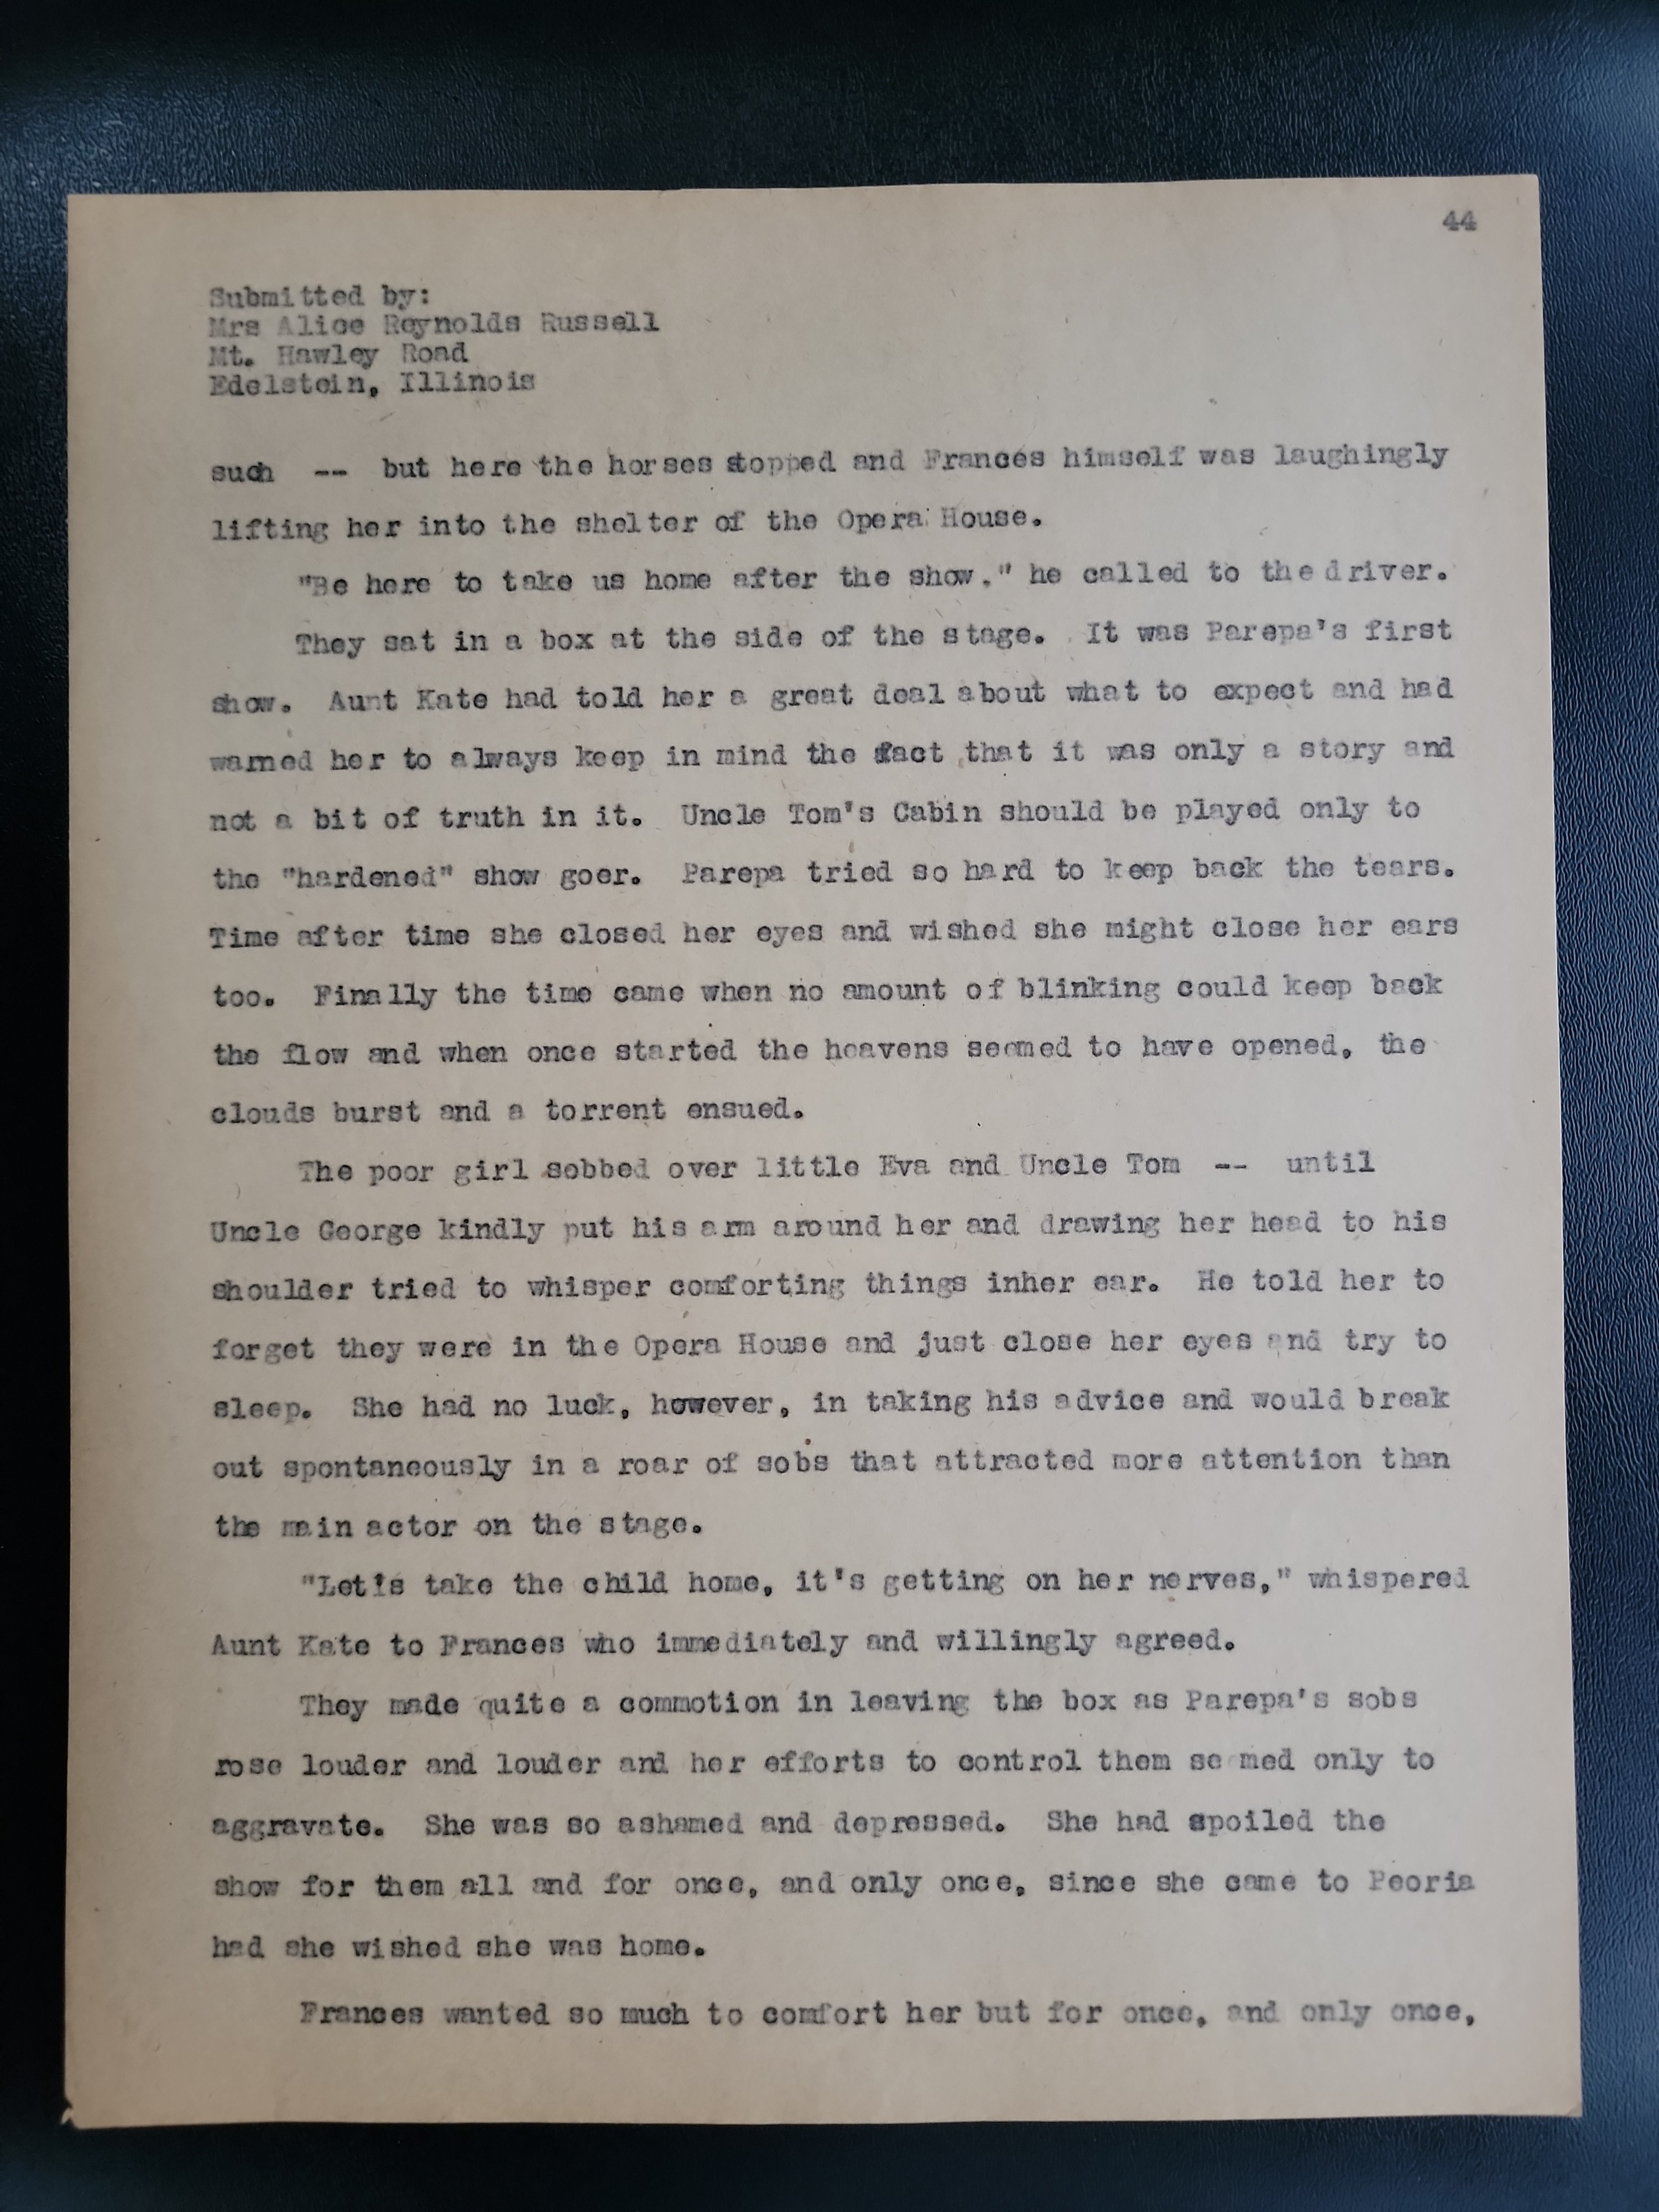 44
Submitted by:
Mrs Alice Reynolds Russell
Mt. Hawley Road
Edelstein, Illinois
such -- but here the horses stopped and Frances himself was laughingly
lifting her into the shelter of the Opera House.
"Be here to take us home after the show," he called to the driver.
They sat in a box at the side of the stage. It was Parepa's first
show. Aunt Kate had told her a great deal about what to expect and had
warned her to always keep in mind the fact that it was only a story and
not a bit of truth in it. Uncle Tom's Cabin should be played only to
the "hardened" show goer. Parepa tried so hard to keep back the tears.
Time after time she closed her eyes and wished she might close her ears
too. Finally the time came when no amount of blinking could keep back
the flow and when once started the heavens seemed to have opened, the
clouds burst and a torrent ensued.
The poor girl sobbed over little Eva and Uncle Tom -- until
Uncle George kindly put his arm around her and drawing her head to his
shoulder tried to whisper comforting things inher ear. He told her to
forget they were in the Opera House and just close her eyes and try to
sleep. She had no luck, however, in taking his advice and would break
out spontaneously in a roar of sobs that attracted more attention than
the main actor on the stage.
"Let's take the child home, it's getting on her nerves," whispered
Aunt Kate to Frances who immediately and willingly agreed.
They made quite a commotion in leaving the box as Parepa's sobs
rose louder and louder and her efforts to control them seemed only to
aggravate. She was so ashamed and depressed. She had spoiled the
show for them all and for once, and only once, since she came to Peoria
had she wished she was home.
Frances wanted so much to comfort her but for once, and only once,